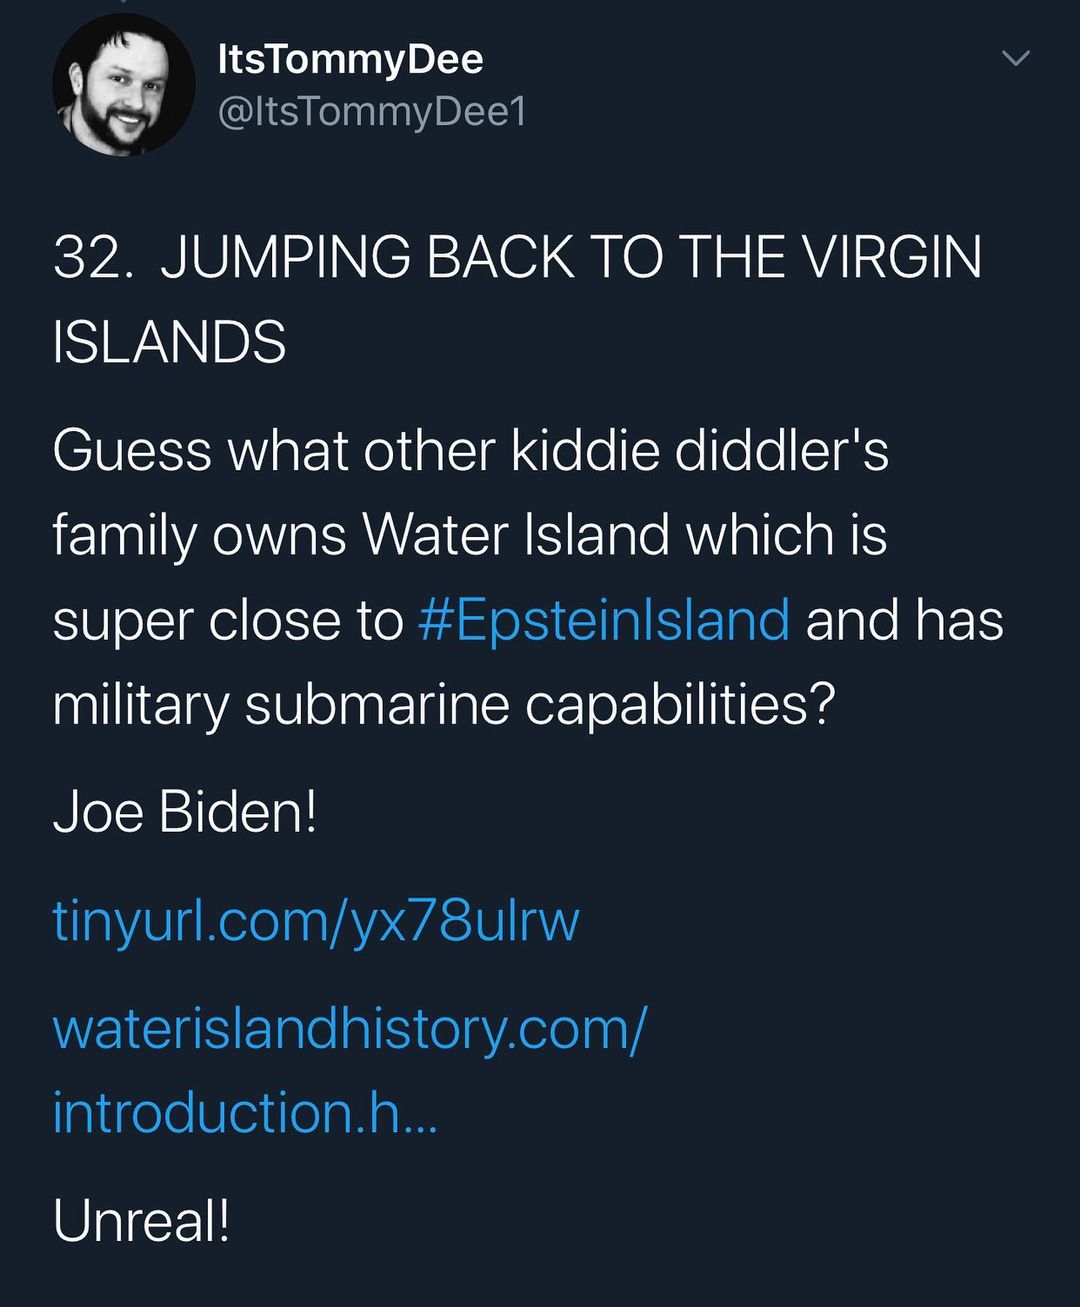 ItsTommyDee
@ItsTommyDee1
32. JUMPING BACK TO THE VIRGIN
ISLANDS
Guess what other kiddie diddler's
family owns Water Island which is
super close to #EpsteinIsland and has
military submarine capabilities?
Joe Biden!
tinyurl.com/yx78ulrw
waterislandhistory.com/
introduction.h...
Unreal!